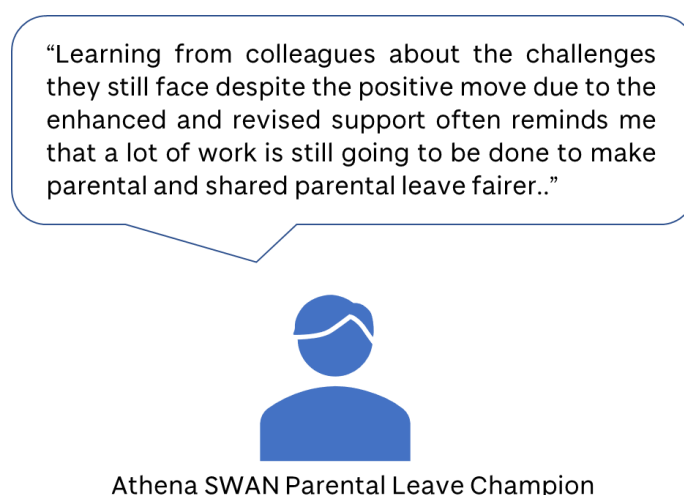 “Learning from colleagues about the challenges
they still face despite the positive move due to the
enhanced and revised support often reminds me
that a lot of work is still going to be done to make
parental and shared parental leave fairer..”
Athena SWAN Parental Leave Champion